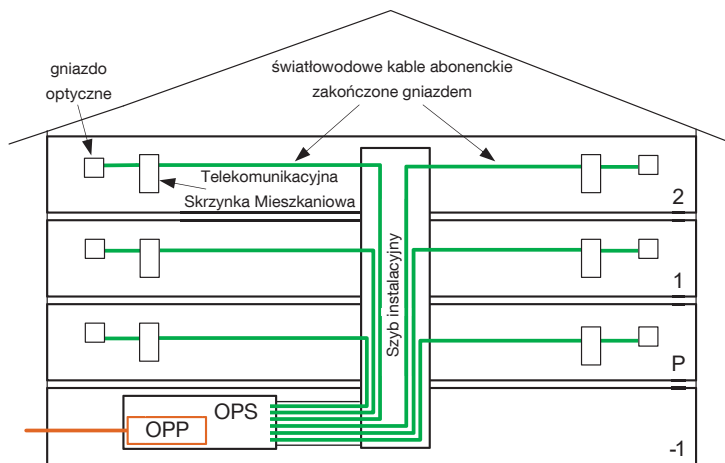 gniazdo
optyczne
światłowodowe kable abonenckie
zakończone gniazdem
Telekomunikacyjna
Skrzynka Mieszkaniowa
2
Szyb instalacyjny
1
P
OPS
OPP
-1